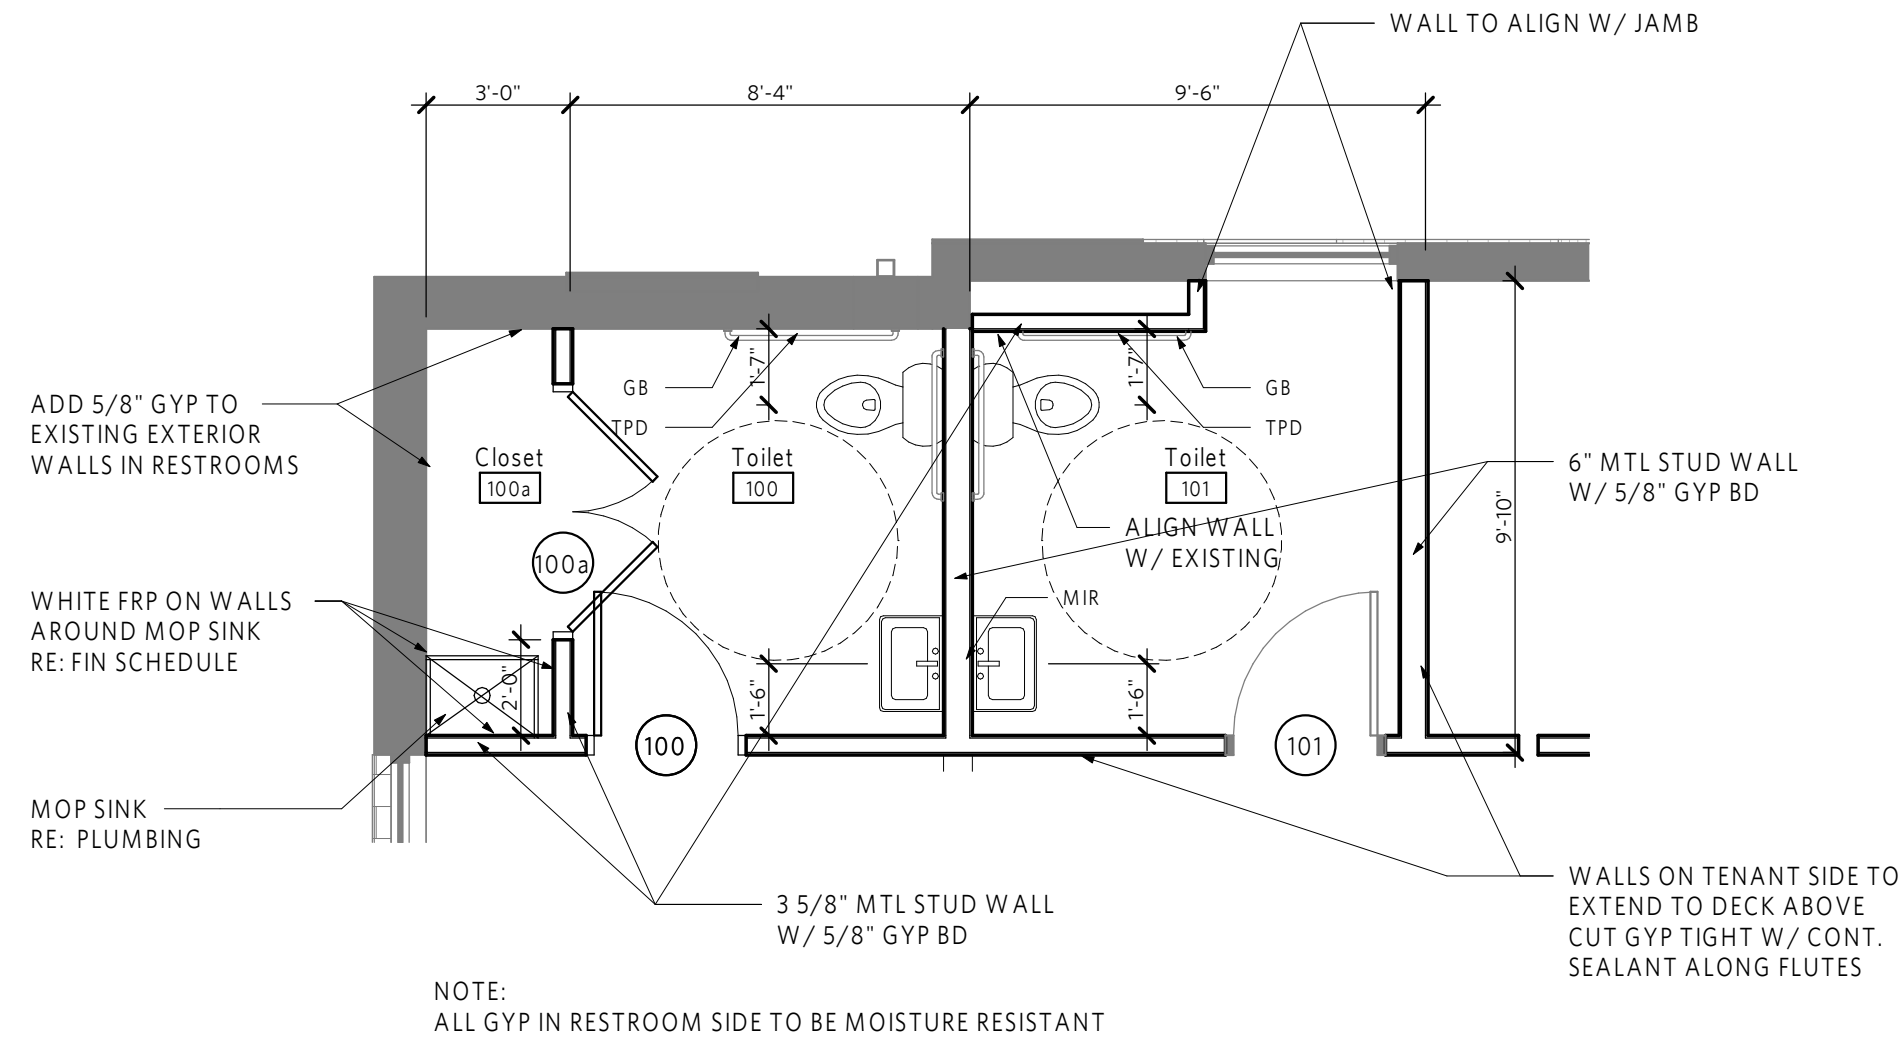 WALL TO ALIGN W/ JAMB
3'-0"
8'-4"
9'-6"
1'-7"
1'-7"
GB
GB
TPD
TPD
ADD 5/8" GYP TO
EXISTING EXTERIOR
WALLS IN RESTROOMS
Closet
100a
Toilet
100
Toilet
101
6" MTL STUD WALL
W/ 5/8" GYP BD
9'-10"
ALIGN WALL
W/ EXISTING
100a
MIR
WHITE FRP ON WALLS
AROUND MOP SINK
RE: FIN SCHEDULE
2'-0"
1'-6"
1'-6"
100
101
MOP SINK
RE: PLUMBING
3 5/8" MTL STUD WALL
W/ 5/8" GYP BD
WALLS ON TENANT SIDE TO
EXTEND TO DECK ABOVE
CUT GYP TIGHT W/ CONT.
SEALANT ALONG FLUTES
NOTE:
ALL GYP IN RESTROOM SIDE TO BE MOISTURE RESISTANT